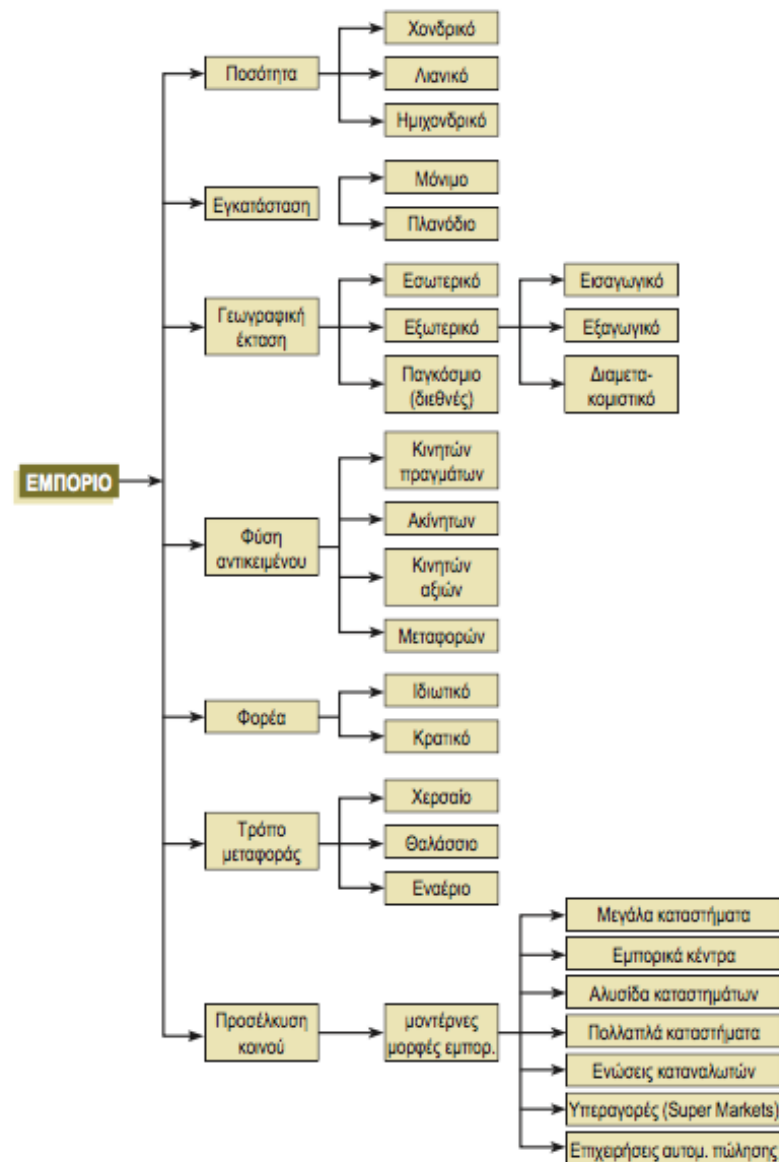 Χονδρικό
Ποσότητα
Λιανικό
Ημιχονδρικό
Μόνιμο
Εγκατάσταση
Πλανόδιο
Εσωτερικό
Εισαγωγικό
Γεωγραφική
έκταση
Εξωτερικό
Εξαγωγικό
Παγκόσμιο
(διεθνές)
Διαμετα-
κομιστικό
ΕΜΠΟΡΙΟ
Κινητών
πραγμάτων
Φύση
αντικειμένου
Ακίνητων
Κινητών
αξιών
Μεταφορών
Ιδιωτικό
Φορέα
Κρατικό
Χερσαίο
Τρόπο
μεταφοράς
Θαλάσσιο
Εναέριο
Προσέλκυση
κοινού
μοντέρνες
μορφές εμπορ.
Μεγάλα καταστήματα
Εμπορικά κέντρα
Αλυσίδα καταστημάτων
Πολλαπλά καταστήματα
Ενώσεις καταναλωτών
Υπεραγορές (Super Markets)
Επιχειρήσεις αυτομ. πώλησης